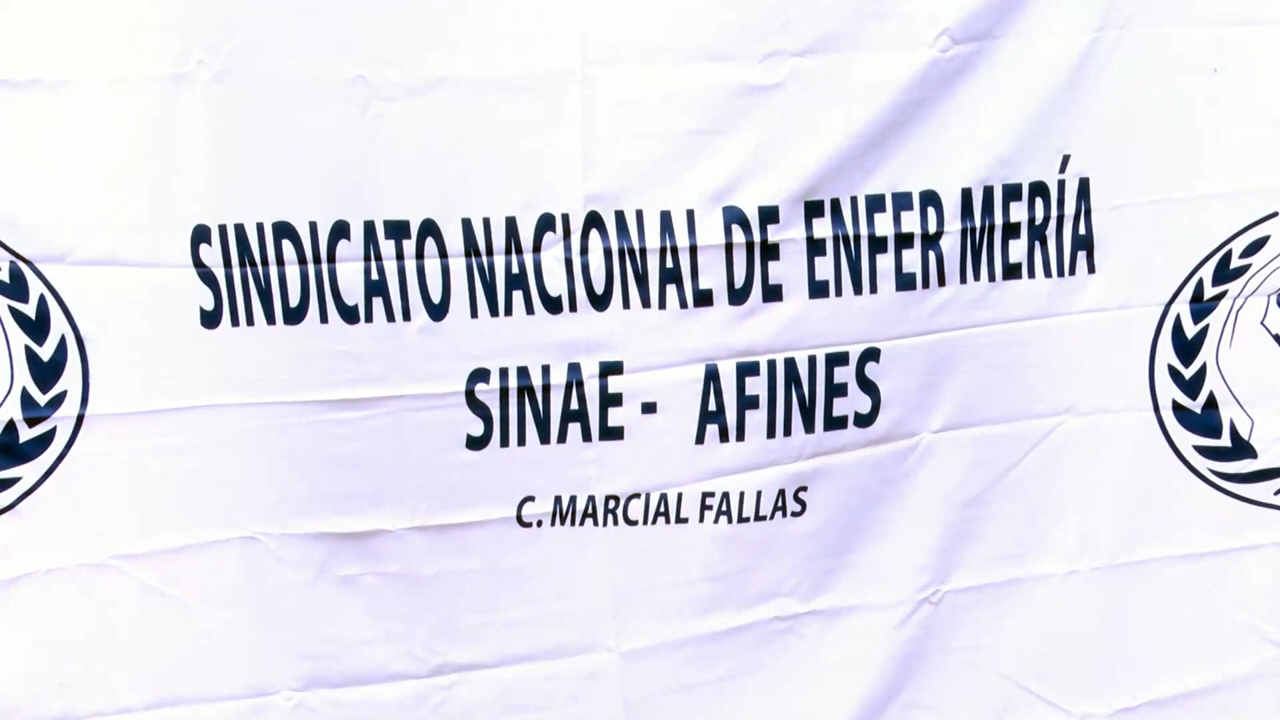 SINDICATO NACIONAL DE ENFER MERÍA
SINAE - AFINES
C. MARCIAL FALLAS